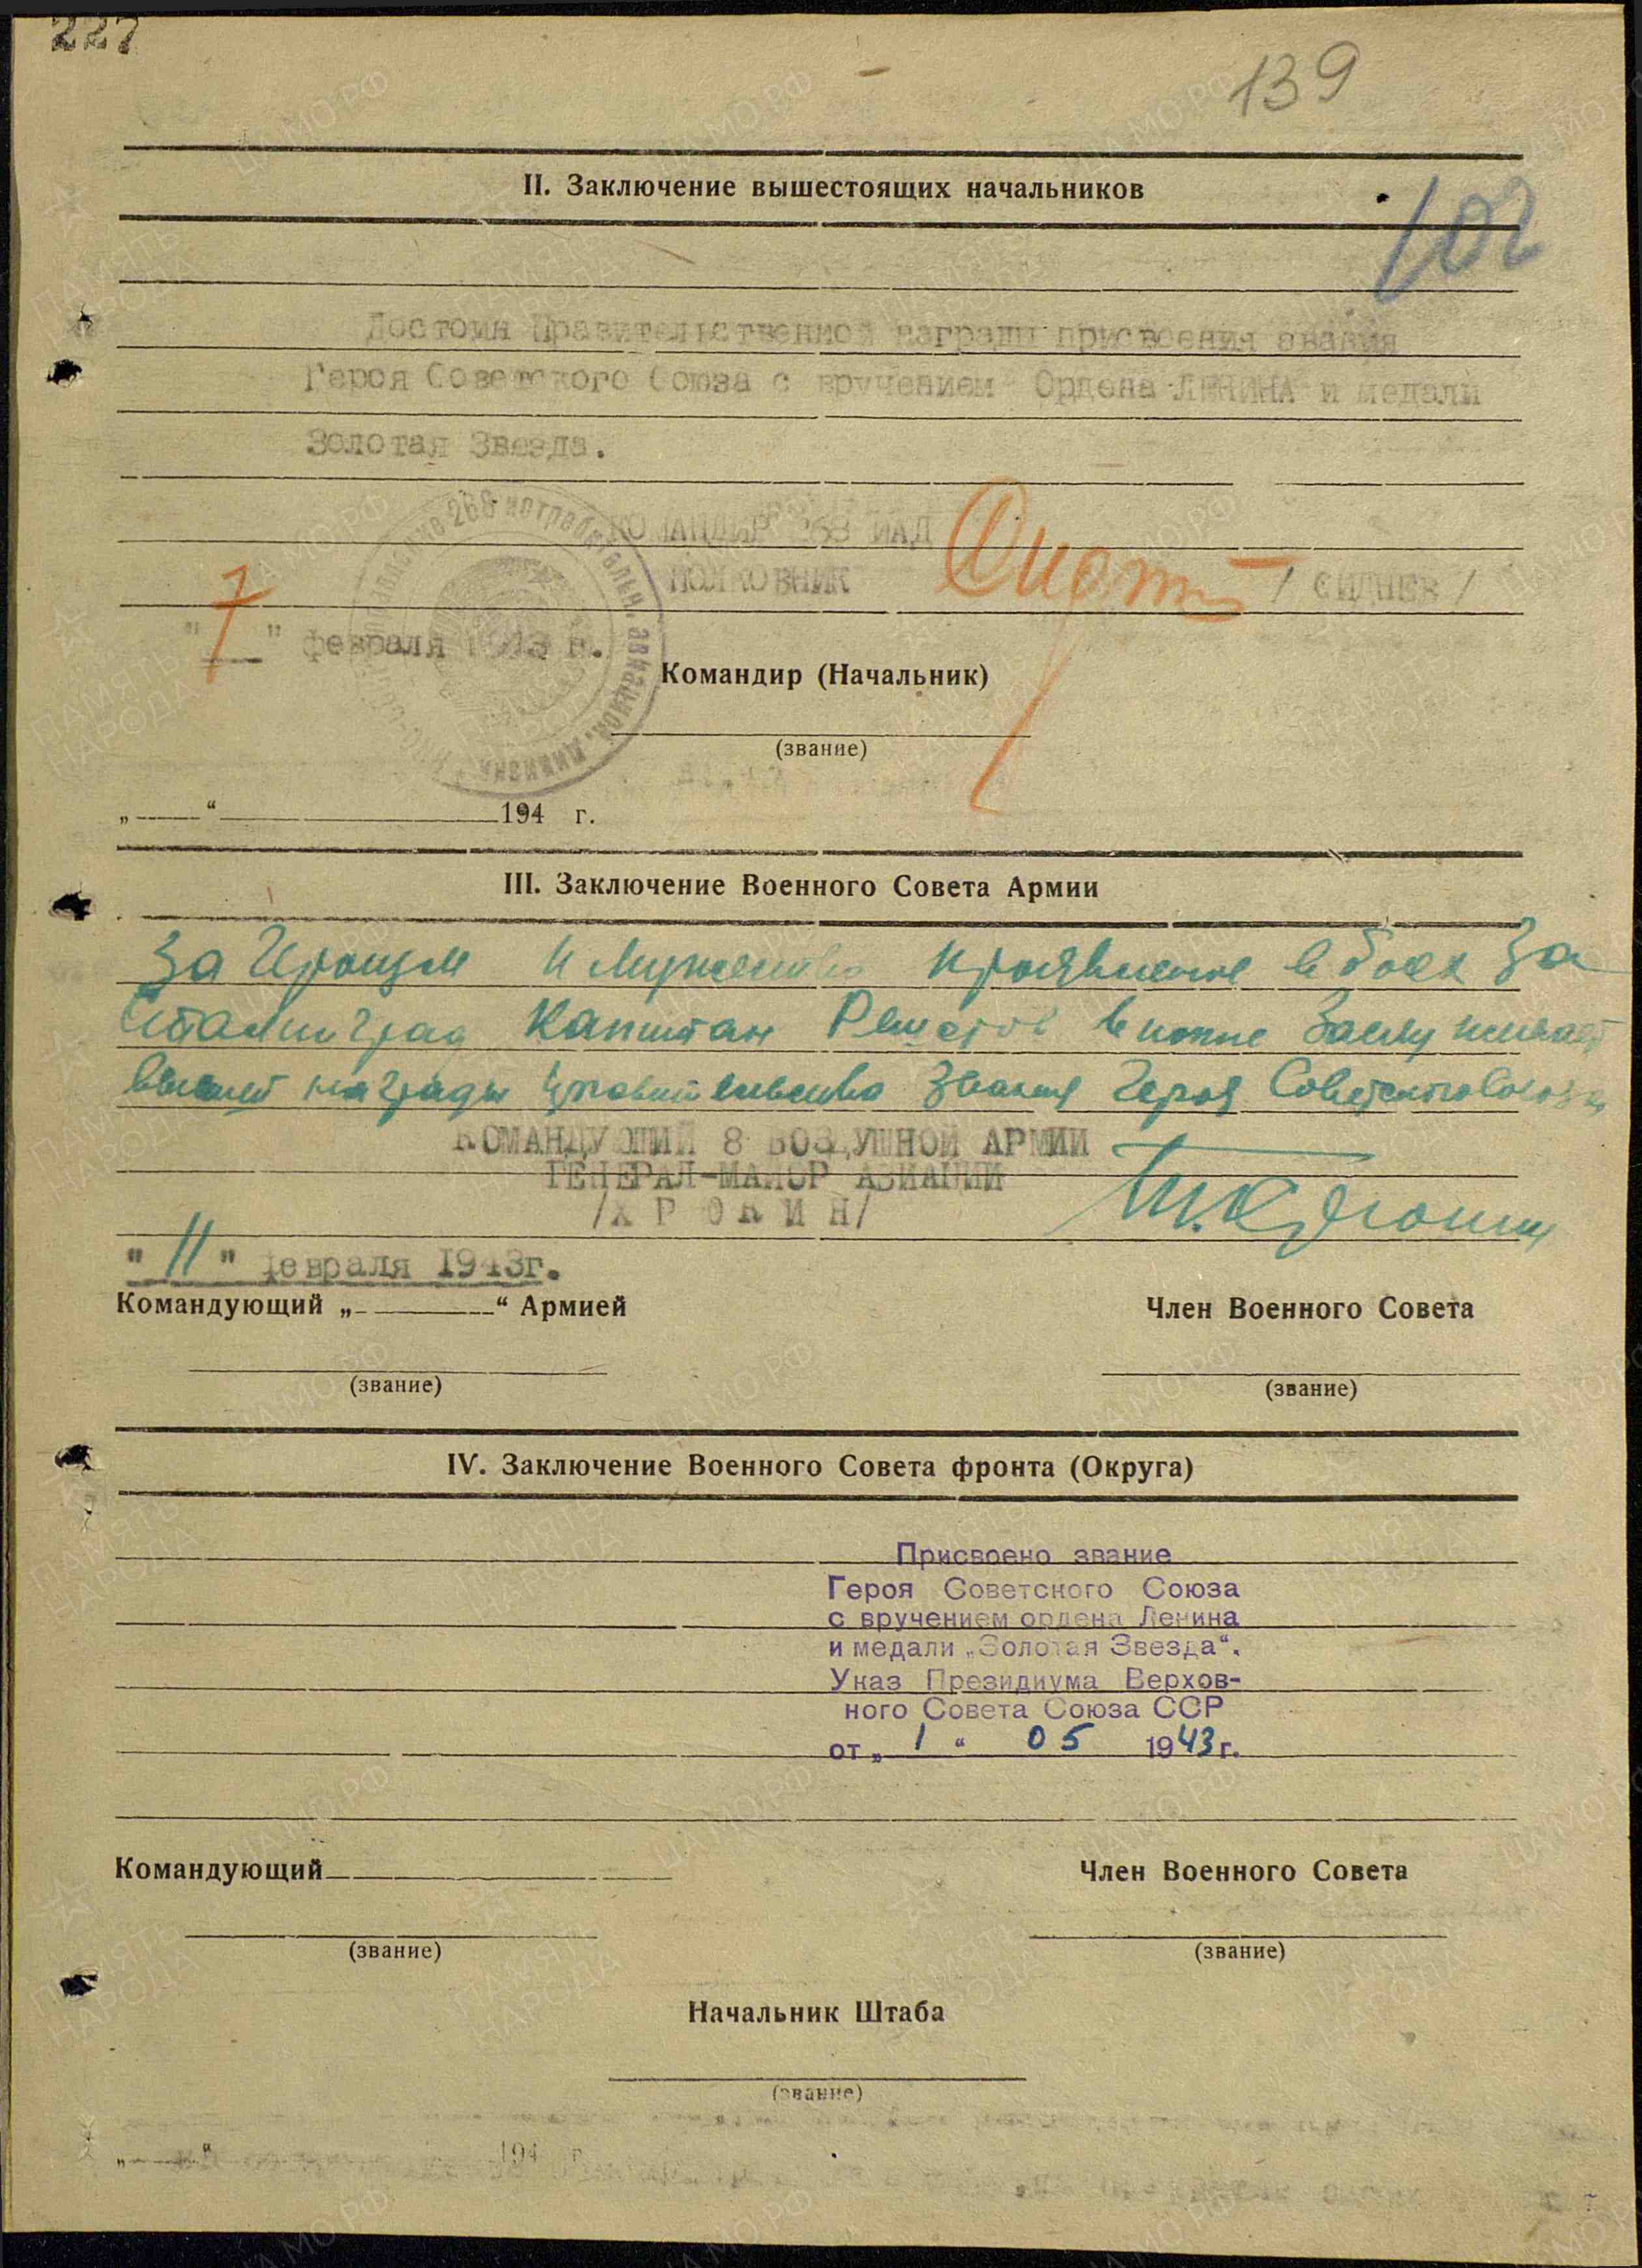 227
139
II. Заключение вышестоящих начальников
102
Достоин Правительственной награды присвоения звания
Героя Советского Союза с вручением Ордена ЛЕНИНА и медали
Золотая Звезда.
КОМАНДИР 268 ИАД
ПОЛКОВНИК / СИДНЕВ /
"7" февраля 1943 г.
Командир (Начальник)
(звание)
„ “ 194 г.
III. Заключение Военного Совета Армии
За Героизм и мужество проявленное в боях за
Сталинград капитан Решетов вполне заслуживает
высшей награды правительства звания Героя Советского Союза
КОМАНДУЮЩИЙ 8 ВОЗДУШНОЙ АРМИИ
ГЕНЕРАЛ-МАЙОР АВИАЦИИ
/ХРЮКИН/
"11" февраля 1943г.
Командующий „ “ Армией Член Военного Совета
(звание) (звание)
IV. Заключение Военного Совета фронта (Округа)
Присвоено звание
Героя Советского Союза
с вручением ордена Ленина
и медали „Золотая Звезда“.
Указ Президиума Верхов-
ного Совета Союза ССР
от „1“ 05 1943 г.
Командующий Член Военного Совета
(звание) (звание)
Начальник Штаба
(звание)
„ “ 194 г.